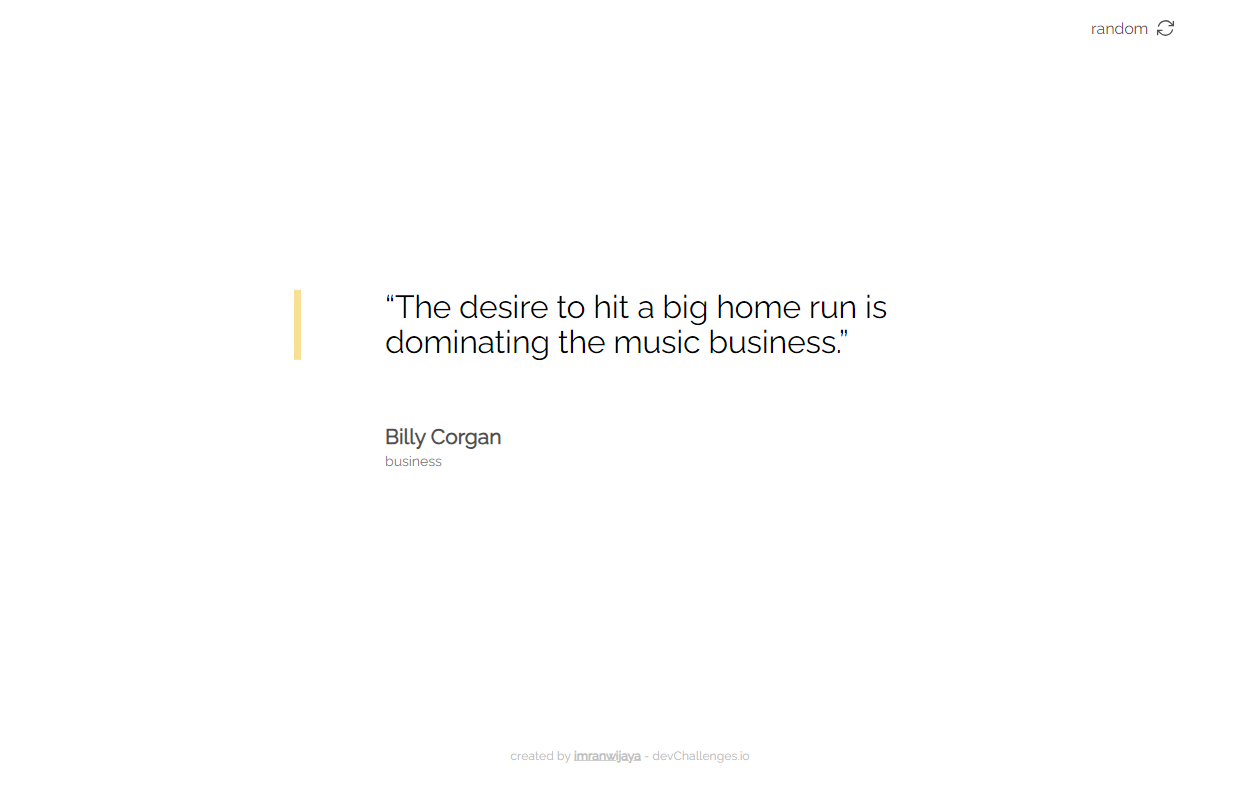 random
“The desire to hit a big home run is
dominating the music business.”
Billy Corgan
business
created by imranwijaya - devChallenges.io